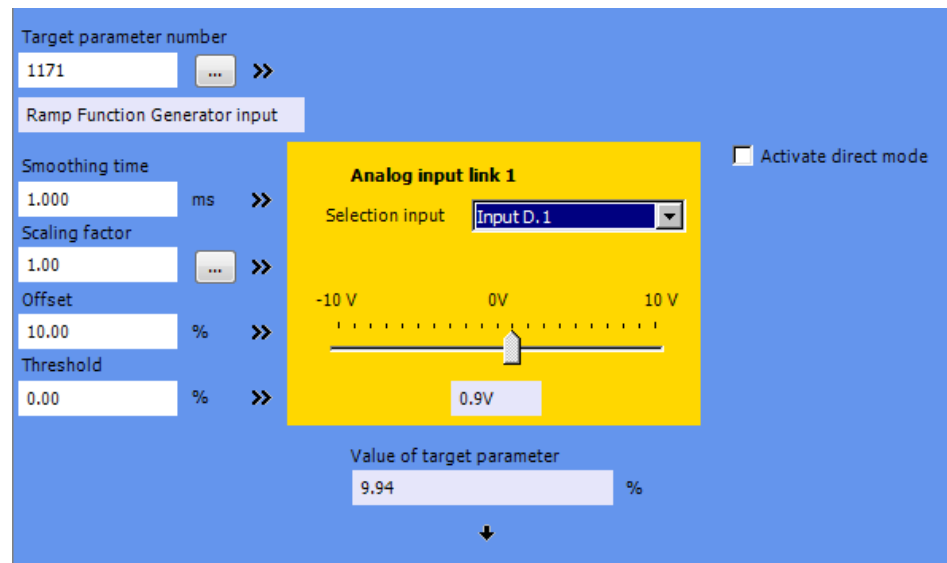 Target parameter number
1171 ... »
Ramp Function Generator input
Activate direct mode
Smoothing time
1.000 ms »
Scaling factor
1.00 ... »
Offset
10.00 % »
Threshold
0.00 % »
Analog input link 1
Selection input Input D.1
-10 V 0V 10 V
0.9V
Value of target parameter
9.94 %